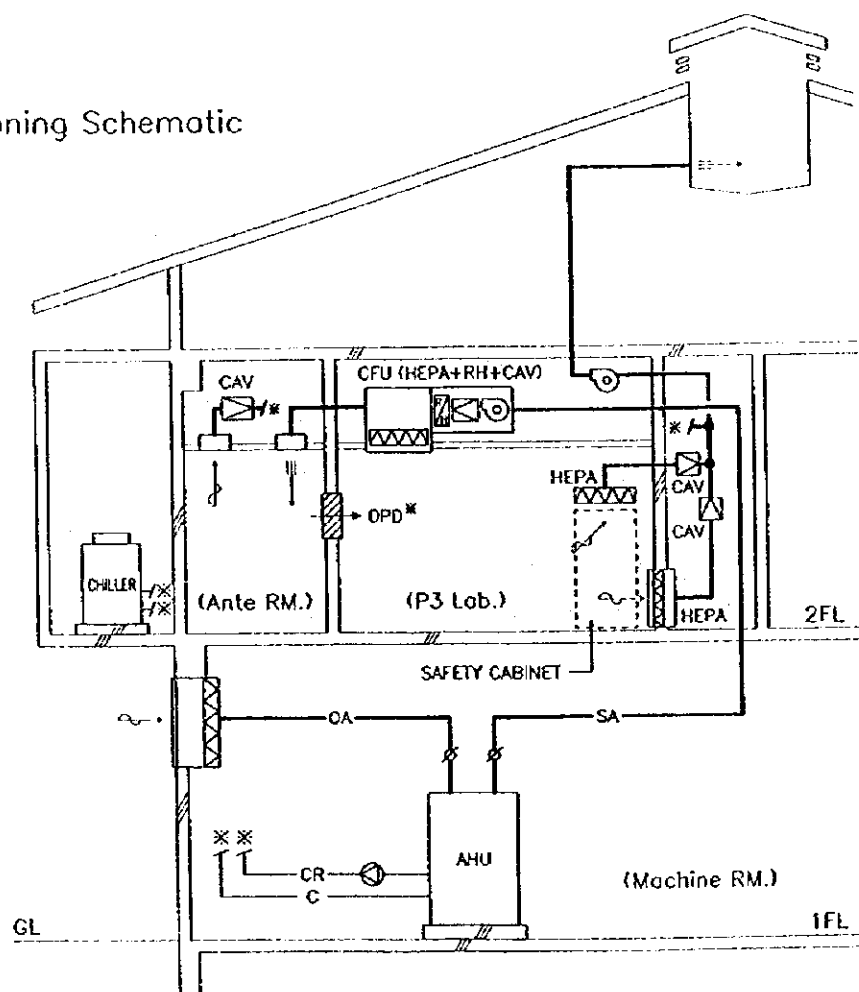 oning Schematic
CFU (HEPA+RH+CAV)
CAV
※
※
HEPA
CAV
OPD※
CAV
CHILLER
※
※
(Ante RM.)
(P3 Lab.)
HEPA
2FL
SAFETY CABINET
OA
SA
※ ※
AHU
CR
C
(Machine RM.)
GL
1FL